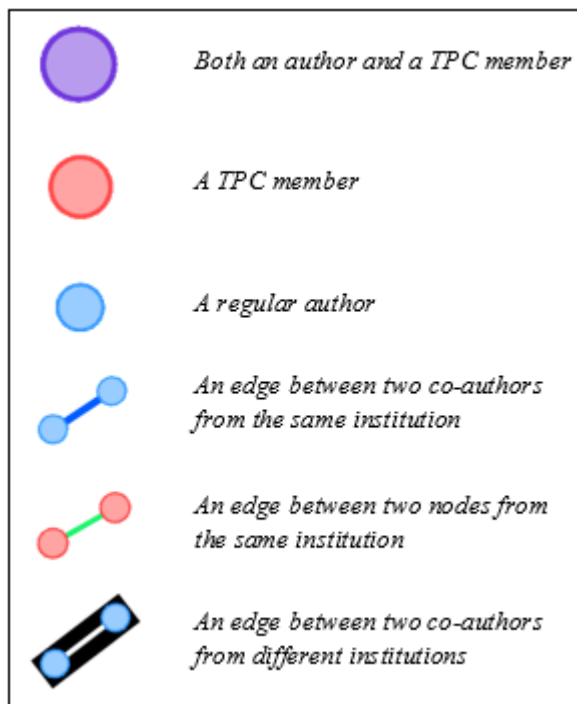 Both an author and a TPC member
A TPC member
A regular author
An edge between two co-authors
from the same institution
An edge between two nodes from
the same institution
An edge between two co-authors
from different institutions